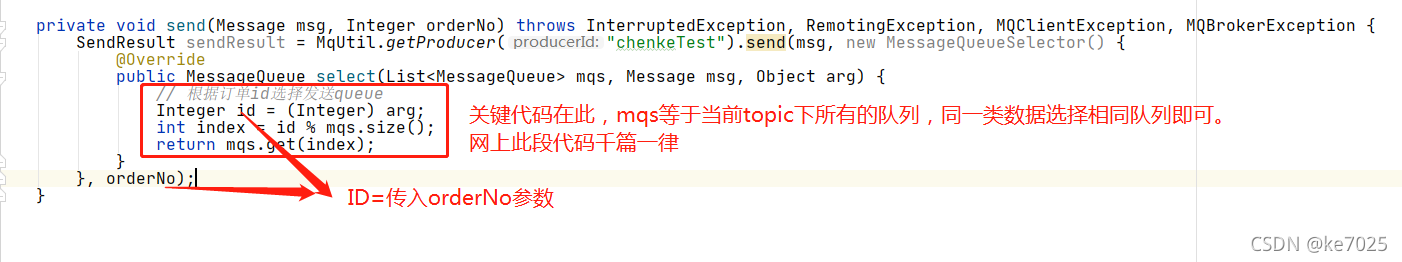 private void send(Message msg, Integer orderNo) throws InterruptedException, RemotingException, MQClientException, MQBrokerException {
SendResult sendResult = MqUtil.getProducer( producerId: "chenkeTest").send(msg, new MessageQueueSelector() {
@Override
public MessageQueue select(List<MessageQueue> mqs, Message msg, Object arg) {
// 根据订单id选择发送queue
Integer id = (Integer) arg;
int index = id % mqs.size();
return mqs.get(index);
关键代码在此，mqs等于当前topic下所有的队列，同一类数据选择相同队列即可。
网上此段代码千篇一律
}
}, orderNo);
ID=传入orderNo参数
}
CSDN @ke7025